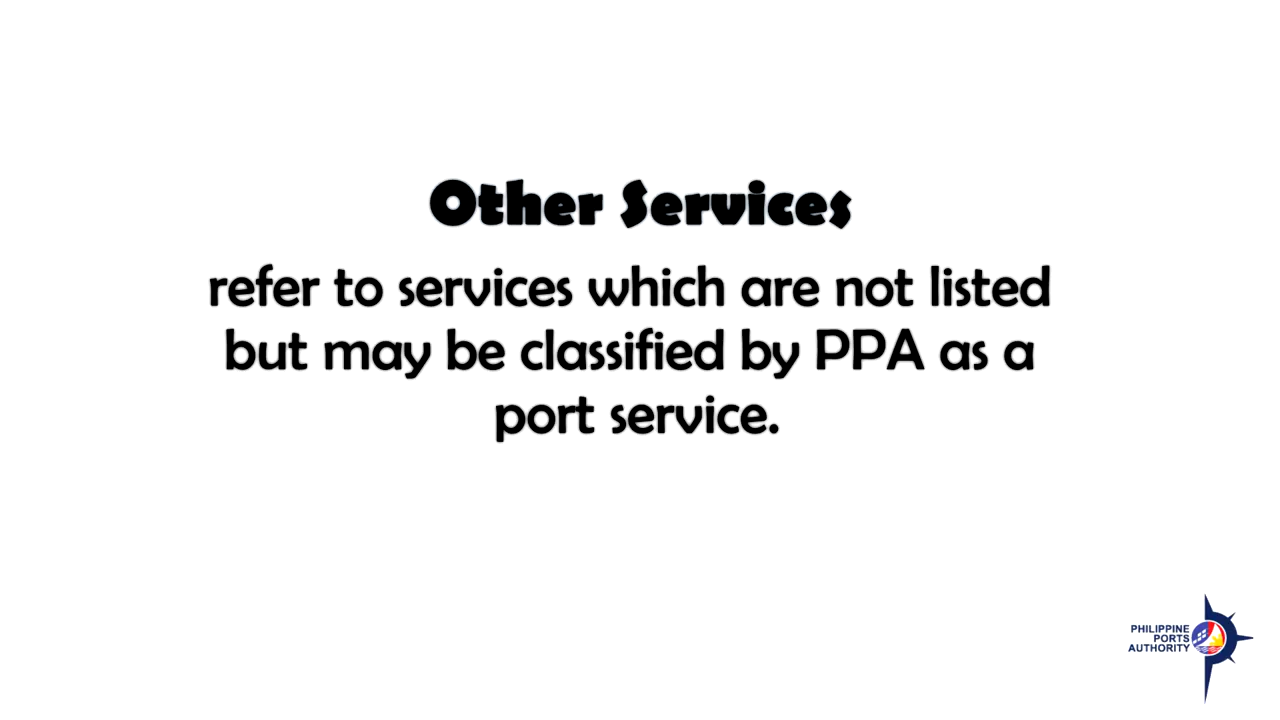 Other Services
refer to services which are not listed
but may be classified by PPA as a
port service.
PHILIPPINE
PORTS
AUTHORITY